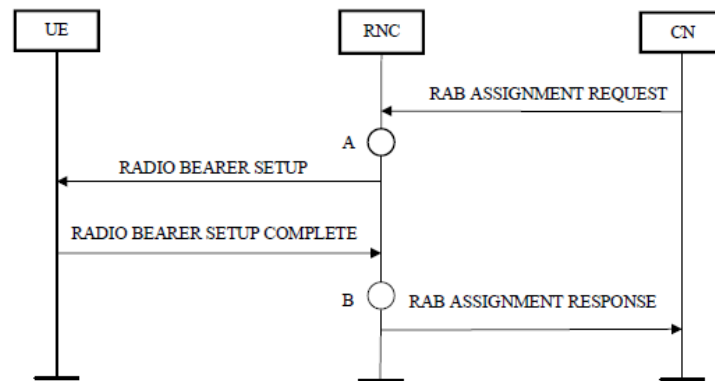 UE
RNC
CN
RAB ASSIGNMENT REQUEST
A
RADIO BEARER SETUP
RADIO BEARER SETUP COMPLETE
B
RAB ASSIGNMENT RESPONSE